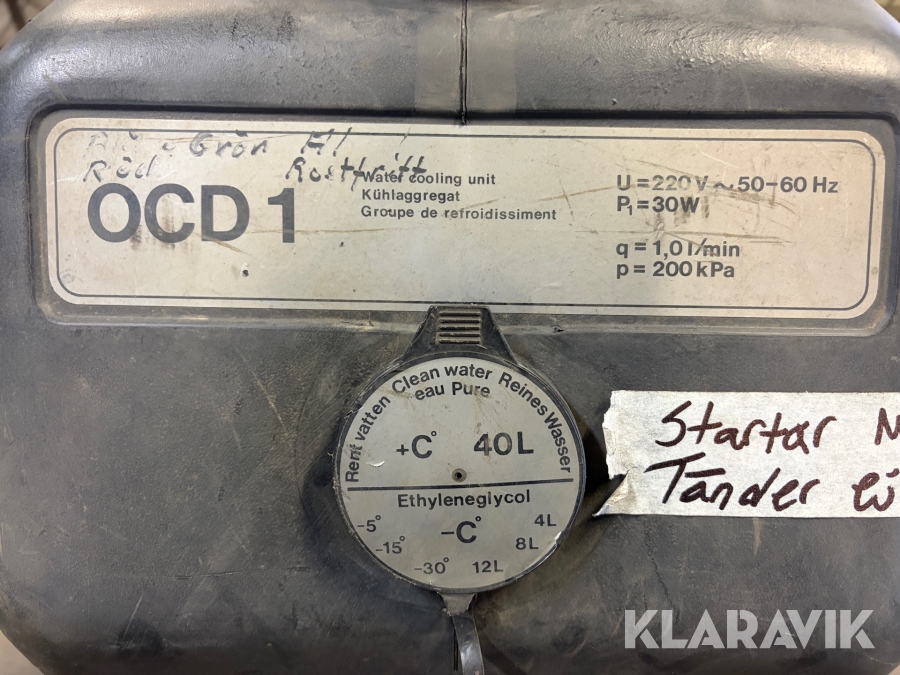 Grön Al
Röd Rostfritt
OCD 1
Water cooling unit
Kühlaggregat
Groupe de refroidissiment
U = 220 V ~ 50-60 Hz
P₁ = 30W
q = 1,0 l/min
p = 200 kPa
Rent vatten Clean water Reines Wasser
eau Pure
+C° 40L
Ethyleneglycol
-5° 4L
-15° -C° 8L
-30° 12L
Startar
Tänder
KLARAVIK